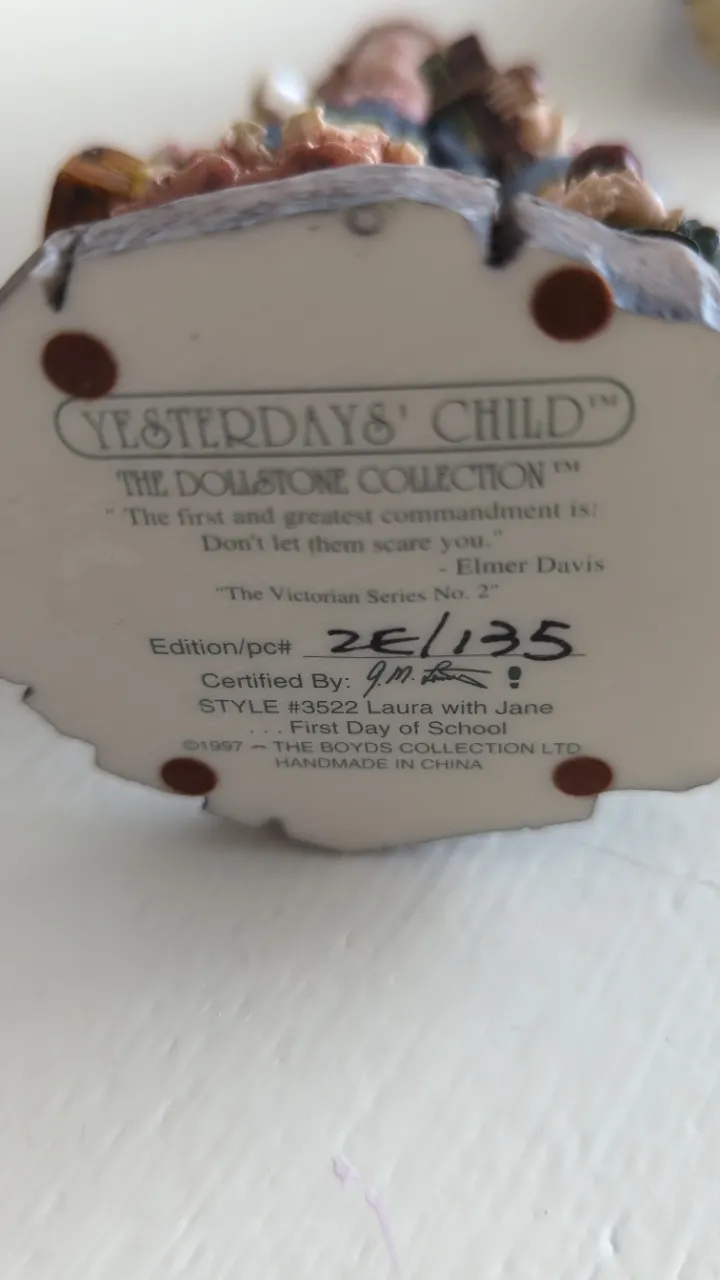 YESTERDAYS' CHILD™
THE DOLLSTONE COLLECTION™
" The first and greatest commandment is:
Don't let them scare you."
- Elmer Davis
"The Victorian Series No. 2"
Edition/pc# 2E/135
Certified By:
STYLE #3522 Laura with Jane
. . . First Day of School
©1997 – THE BOYDS COLLECTION LTD
HANDMADE IN CHINA